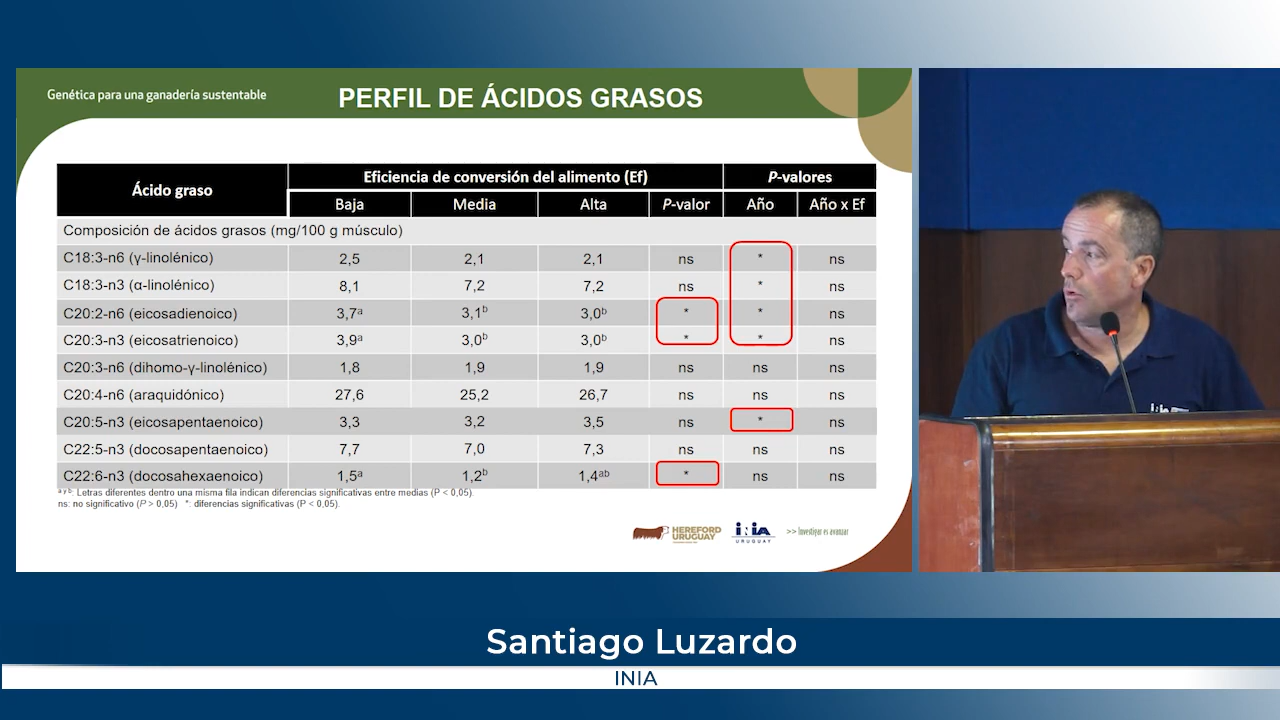 Genética para una ganadería sustentable
PERFIL DE ÁCIDOS GRASOS
Ácido graso Eficiencia de conversión del alimento (Ef) P-valores
Baja Media Alta P-valor Año Año x Ef
Composición de ácidos grasos (mg/100 g músculo)
C18:3-n6 (γ-linolénico) 2,5 2,1 2,1 ns * ns
C18:3-n3 (α-linolénico) 8,1 7,2 7,2 ns * ns
C20:2-n6 (eicosadienoico) 3,7ᵃ 3,1ᵇ 3,0ᵇ * * ns
C20:3-n3 (eicosatrienoico) 3,9ᵃ 3,0ᵇ 3,0ᵇ * * ns
C20:3-n6 (dihomo-γ-linolénico) 1,8 1,9 1,9 ns ns ns
C20:4-n6 (araquidónico) 27,6 25,2 26,7 ns ns ns
C20:5-n3 (eicosapentaenoico) 3,3 3,2 3,5 ns * ns
C22:5-n3 (docosapentaenoico) 7,7 7,0 7,3 ns ns ns
C22:6-n3 (docosahexaenoico) 1,5ᵃ 1,2ᵇ 1,4ᵃᵇ * ns ns
ᵃ ʸ ᵇ: Letras diferentes dentro una misma fila indican diferencias significativas entre medias (P < 0,05).
ns: no significativo (P > 0,05) *: diferencias significativas (P < 0,05).
HEREFORD
URUGUAY
INIA
URUGUAY
>> Investigar es avanzar
Santiago Luzardo
INIA